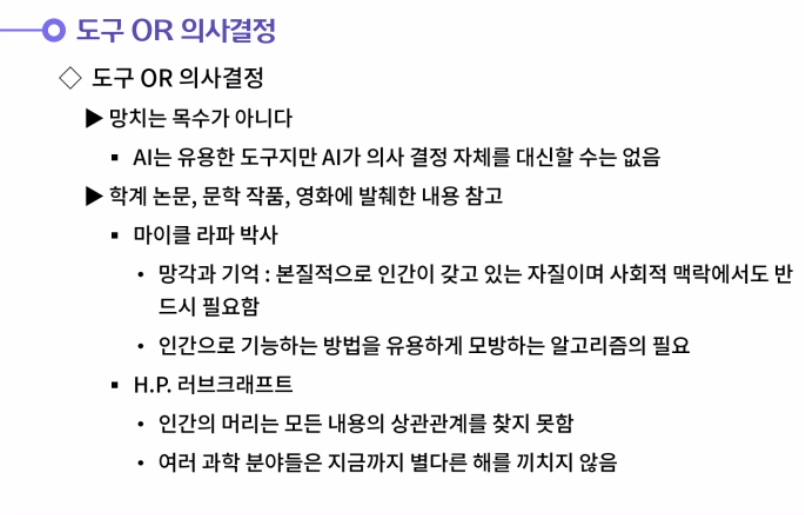 도구 OR 의사결정
◇ 도구 OR 의사결정
▶ 망치는 목수가 아니다
▪ AI는 유용한 도구지만 AI가 의사 결정 자체를 대신할 수는 없음
▶ 학계 논문, 문학 작품, 영화에 발췌한 내용 참고
▪ 마이클 라파 박사
• 망각과 기억 : 본질적으로 인간이 갖고 있는 자질이며 사회적 맥락에서도 반
드시 필요함
• 인간으로 기능하는 방법을 유용하게 모방하는 알고리즘의 필요
▪ H.P. 러브크래프트
• 인간의 머리는 모든 내용의 상관관계를 찾지 못함
• 여러 과학 분야들은 지금까지 별다른 해를 끼치지 않음